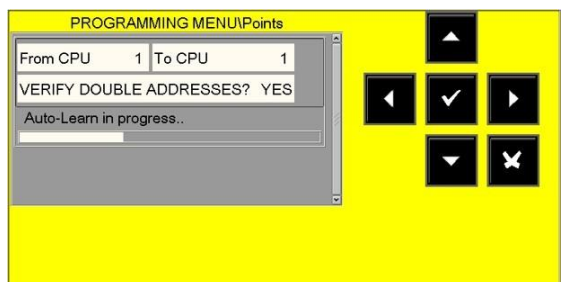 PROGRAMMING MENU\Points
From CPU 1 To CPU 1
VERIFY DOUBLE ADDRESSES? YES
Auto-Learn in progress..